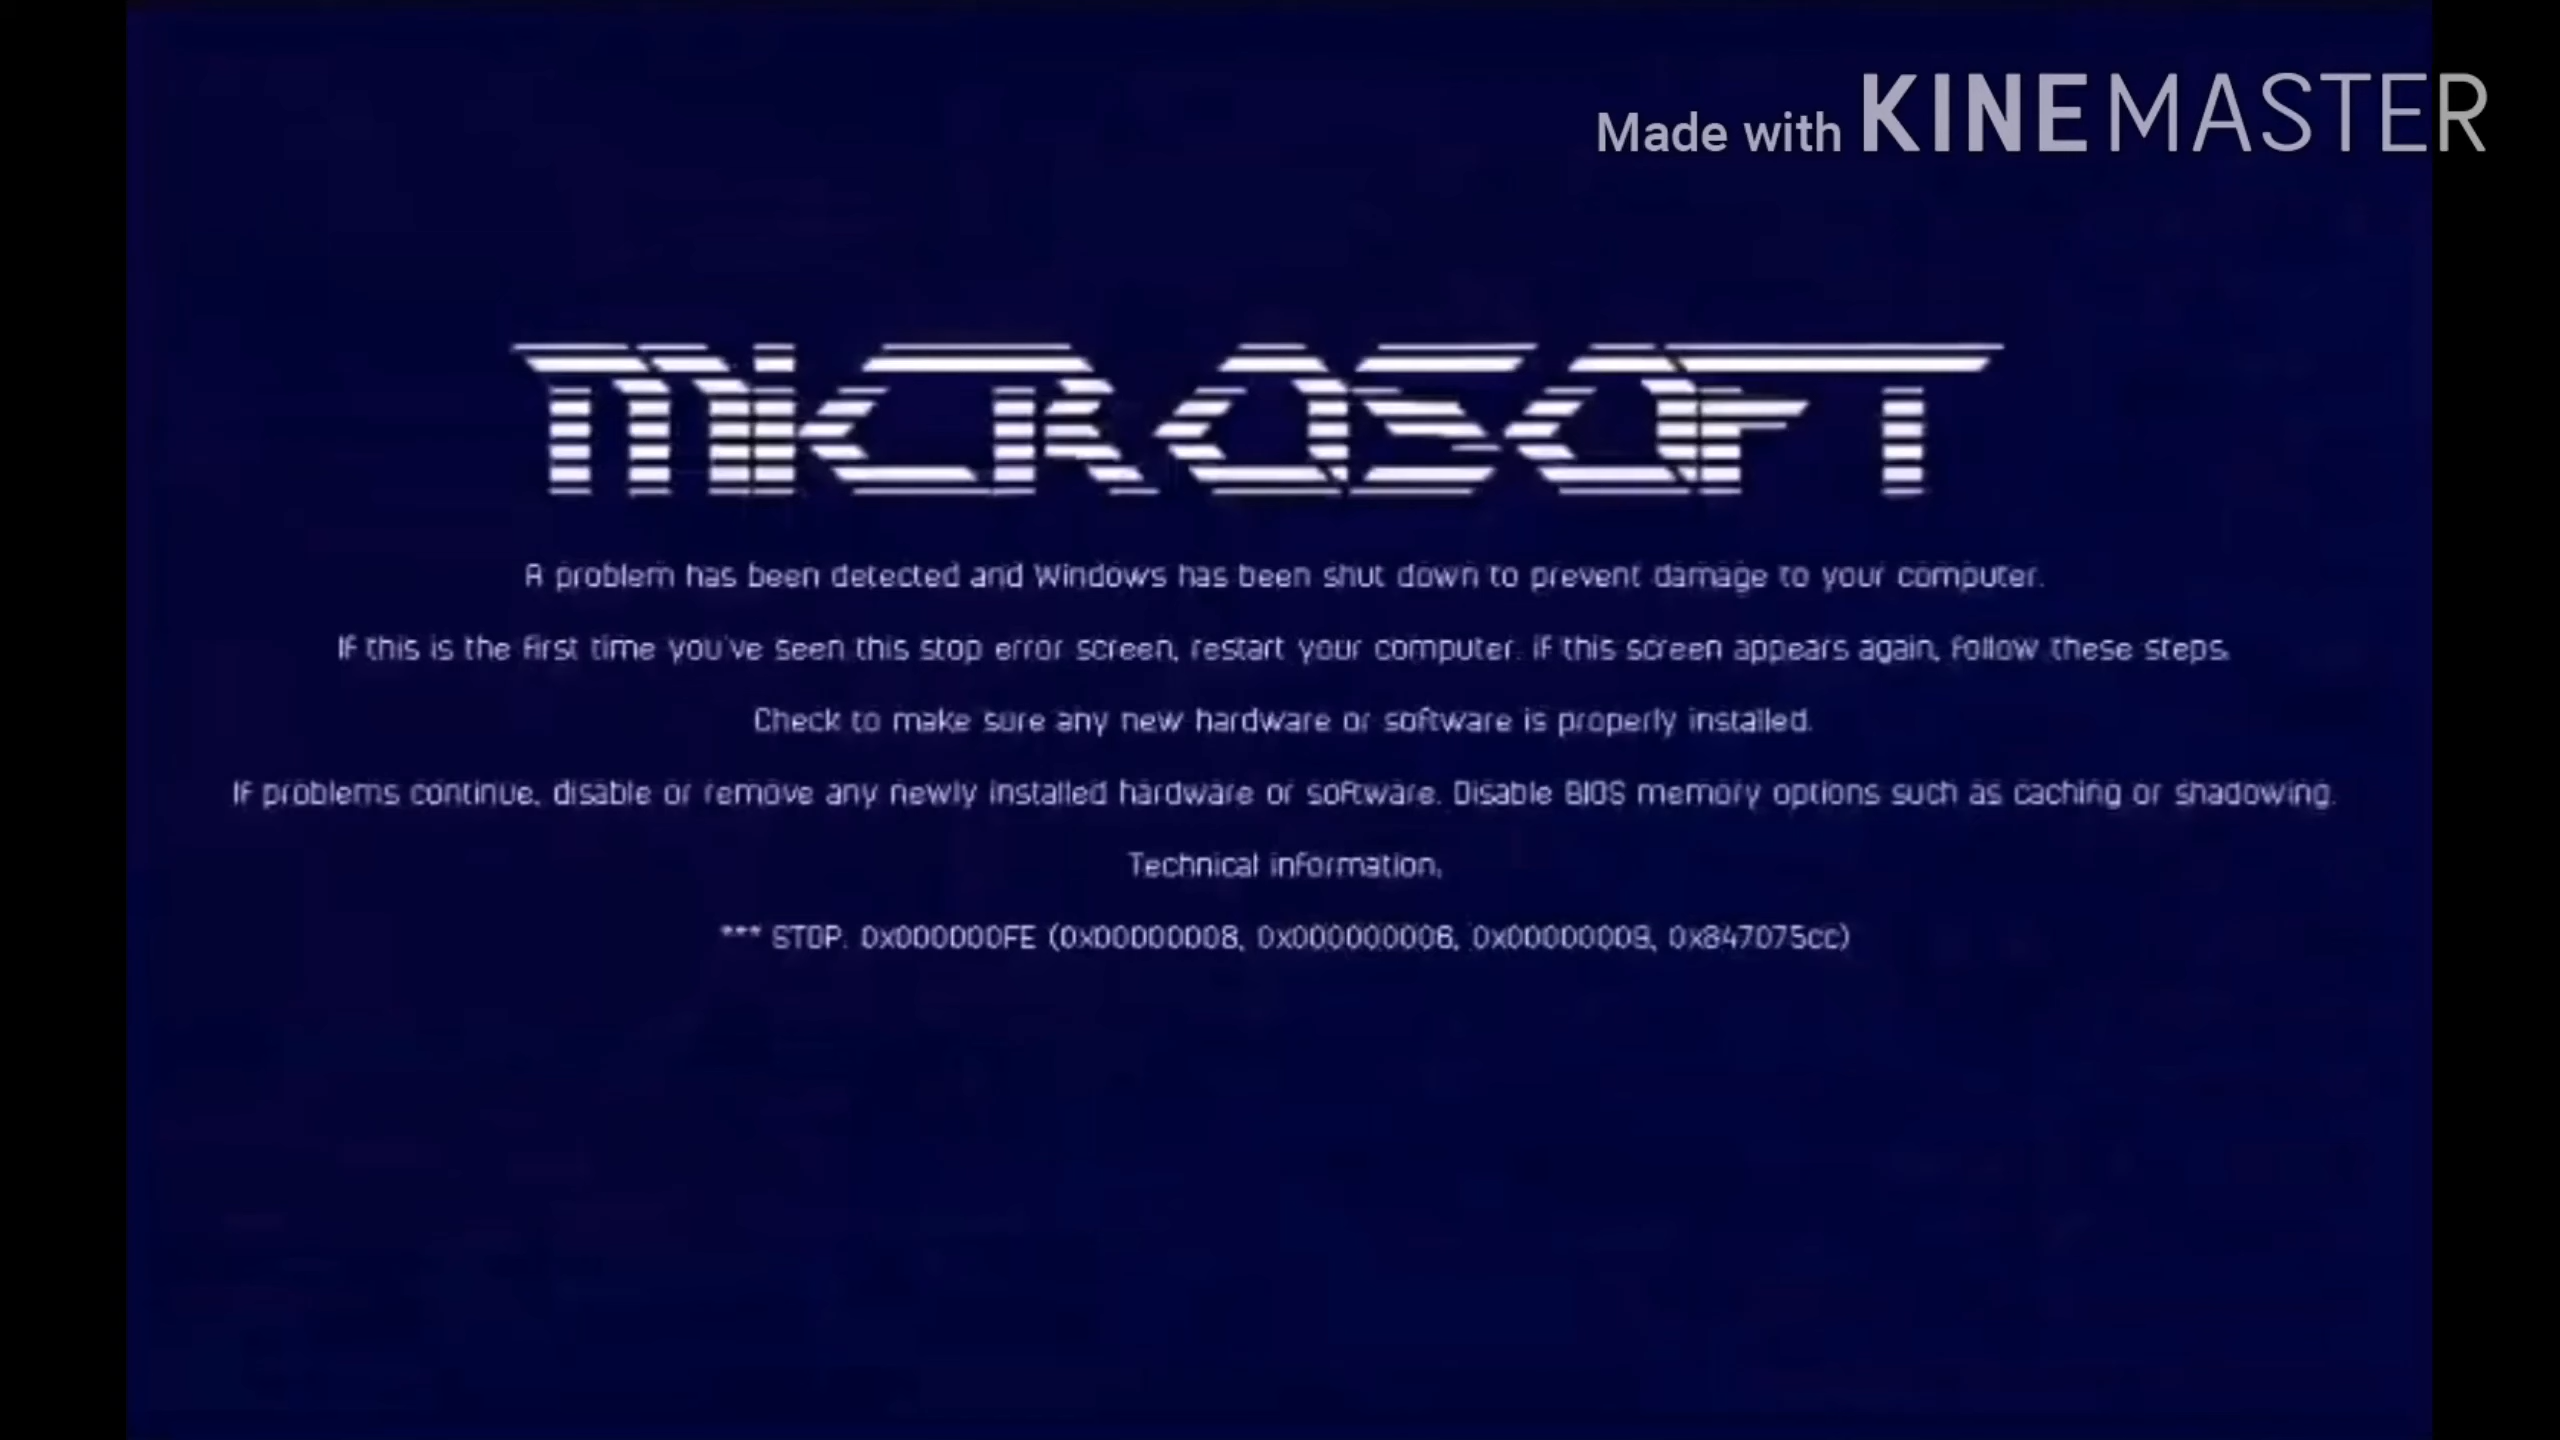 Made with KINEMASTER
MICROSOFT
A problem has been detected and Windows has been shut down to prevent damage to your computer.
If this is the first time you've seen this stop error screen, restart your computer. if this screen appears again, follow these steps.
Check to make sure any new hardware or software is properly installed.
If problems continue, disable or remove any newly installed hardware or software. Disable BIOS memory options such as caching or shadowing.
Technical information.
*** STOP. 0x000000FE (0x00000008, 0x000000006, 0x00000009, 0x847075cc)